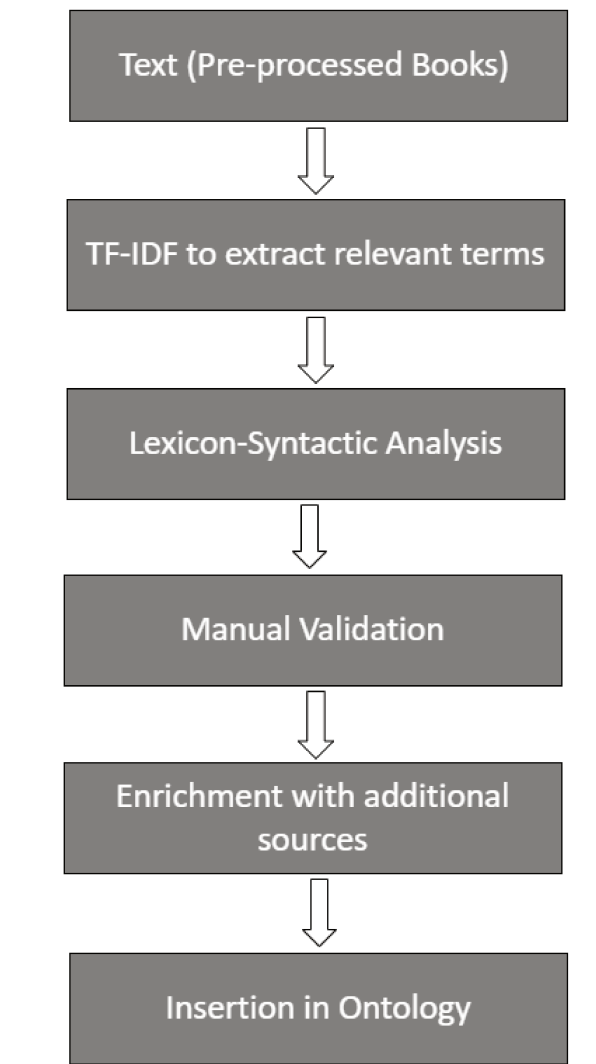 Text (Pre-processed Books)
TF-IDF to extract relevant terms
Lexicon-Syntactic Analysis
Manual Validation
Enrichment with additional
sources
Insertion in Ontology